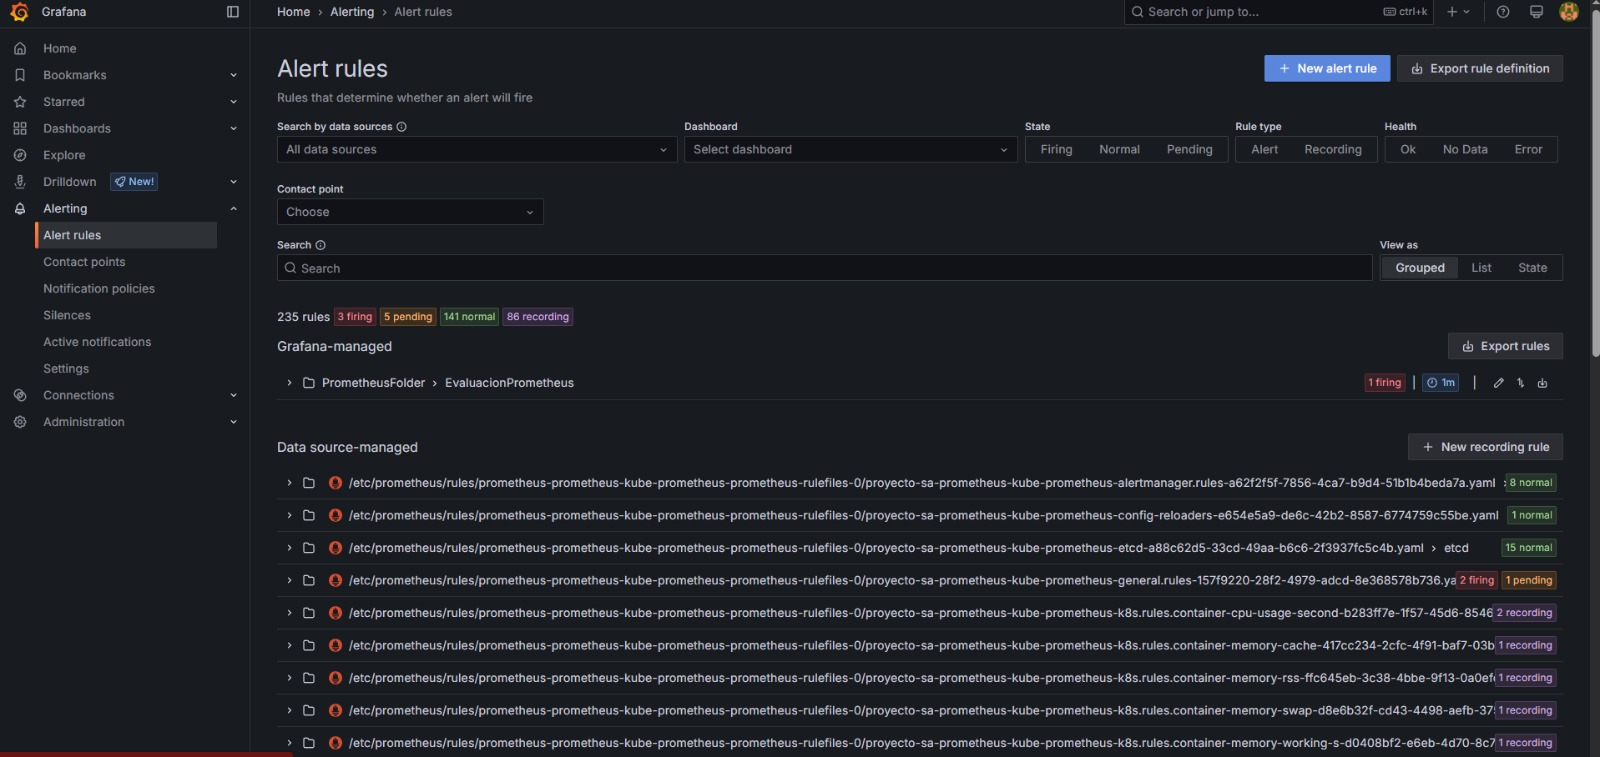 Grafana
Home › Alerting › Alert rules
Search or jump to... ctrl+k
Home
Bookmarks
Starred
Dashboards
Explore
Drilldown New!
Alerting
Alert rules
Contact points
Notification policies
Silences
Active notifications
Settings
Connections
Administration
Alert rules
New alert rule
Export rule definition
Rules that determine whether an alert will fire
Search by data sources
All data sources
Dashboard
Select dashboard
State
Firing Normal Pending
Rule type
Alert Recording
Health
Ok No Data Error
Contact point
Choose
Search
Search
View as
Grouped List State
235 rules 3 firing 5 pending 141 normal 86 recording
Grafana-managed
Export rules
PrometheusFolder › EvaluacionPrometheus 1 firing | 1m |
Data source-managed
New recording rule
/etc/prometheus/rules/prometheus-prometheus-kube-prometheus-prometheus-rulefiles-0/proyecto-sa-prometheus-kube-prometheus-alertmanager.rules-a62f2f5f-7856-4ca7-b9d4-51b1b4beda7a.yaml 8 normal
/etc/prometheus/rules/prometheus-prometheus-kube-prometheus-prometheus-rulefiles-0/proyecto-sa-prometheus-kube-prometheus-config-reloaders-e654e5a9-de6c-42b2-8587-6774759c55be.yaml 1 normal
/etc/prometheus/rules/prometheus-prometheus-kube-prometheus-prometheus-rulefiles-0/proyecto-sa-prometheus-kube-prometheus-etcd-a88c62d5-33cd-49aa-b6c6-2f3937fc5c4b.yaml › etcd 15 normal
/etc/prometheus/rules/prometheus-prometheus-kube-prometheus-prometheus-rulefiles-0/proyecto-sa-prometheus-kube-prometheus-general.rules-157f9220-28f2-4979-adcd-8e368578b736.ya 2 firing 1 pending
/etc/prometheus/rules/prometheus-prometheus-kube-prometheus-prometheus-rulefiles-0/proyecto-sa-prometheus-kube-prometheus-k8s.rules.container-cpu-usage-second-b283ff7e-1f57-45d6-8546 2 recording
/etc/prometheus/rules/prometheus-prometheus-kube-prometheus-prometheus-rulefiles-0/proyecto-sa-prometheus-kube-prometheus-k8s.rules.container-memory-cache-417cc234-2cfc-4f91-baf7-03b 1 recording
/etc/prometheus/rules/prometheus-prometheus-kube-prometheus-prometheus-rulefiles-0/proyecto-sa-prometheus-kube-prometheus-k8s.rules.container-memory-rss-ffc645eb-3c38-4bbe-9f13-0a0ef 1 recording
/etc/prometheus/rules/prometheus-prometheus-kube-prometheus-prometheus-rulefiles-0/proyecto-sa-prometheus-kube-prometheus-k8s.rules.container-memory-swap-d8e6b32f-cd43-4498-aefb-37 1 recording
/etc/prometheus/rules/prometheus-prometheus-kube-prometheus-prometheus-rulefiles-0/proyecto-sa-prometheus-kube-prometheus-k8s.rules.container-memory-working-s-d0408bf2-e6eb-4d70-8c7 1 recording